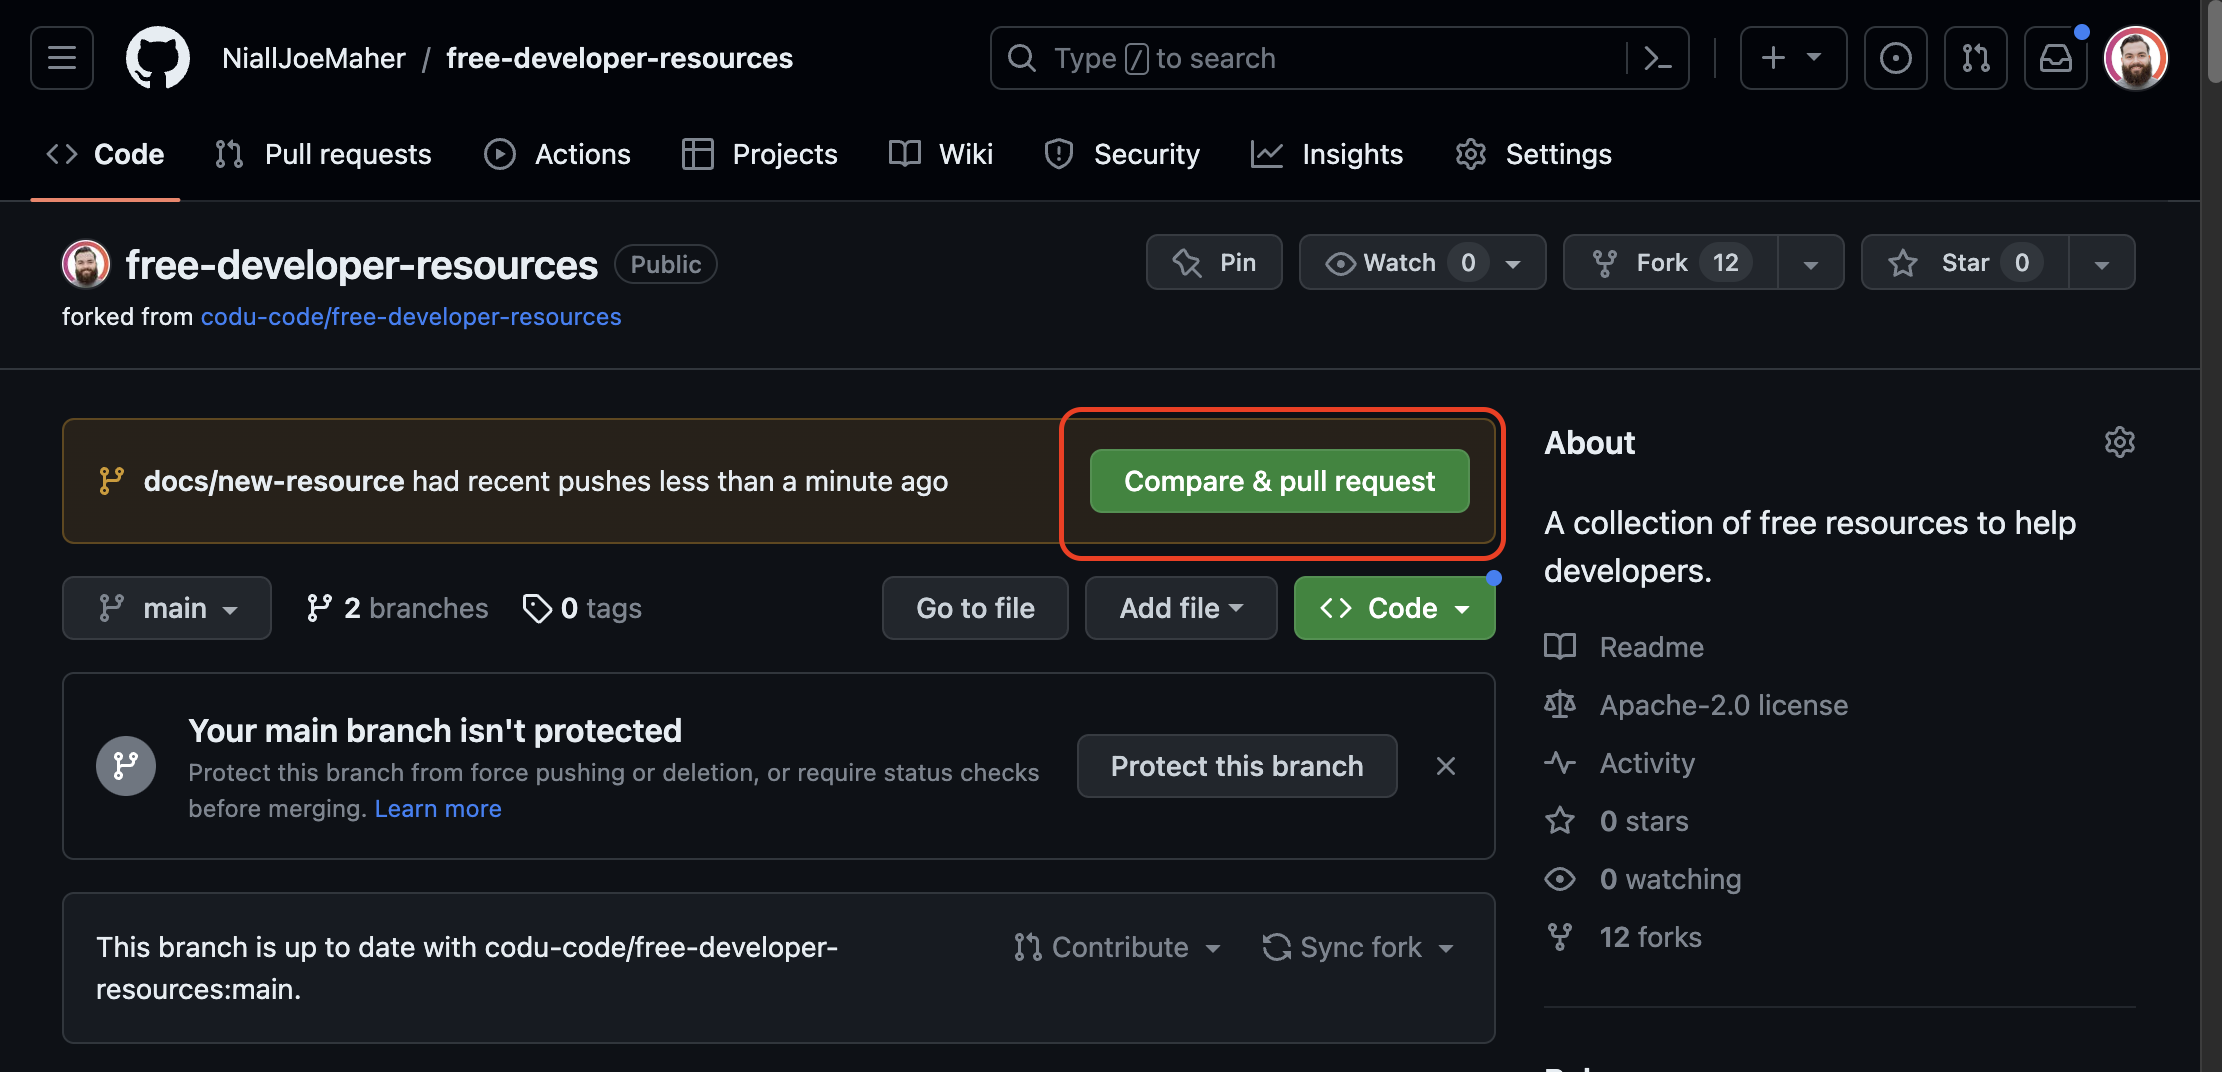 NiallJoeMaher / free-developer-resources
Type / to search
Code Pull requests Actions Projects Wiki Security Insights Settings
free-developer-resources Public
Pin Watch 0 Fork 12 Star 0
forked from codu-code/free-developer-resources
docs/new-resource had recent pushes less than a minute ago
Compare & pull request
main 2 branches 0 tags
Go to file Add file Code
Your main branch isn't protected
Protect this branch from force pushing or deletion, or require status checks
before merging. Learn more
Protect this branch
This branch is up to date with codu-code/free-developer-
resources:main.
Contribute Sync fork
About
A collection of free resources to help
developers.
Readme
Apache-2.0 license
Activity
0 stars
0 watching
12 forks